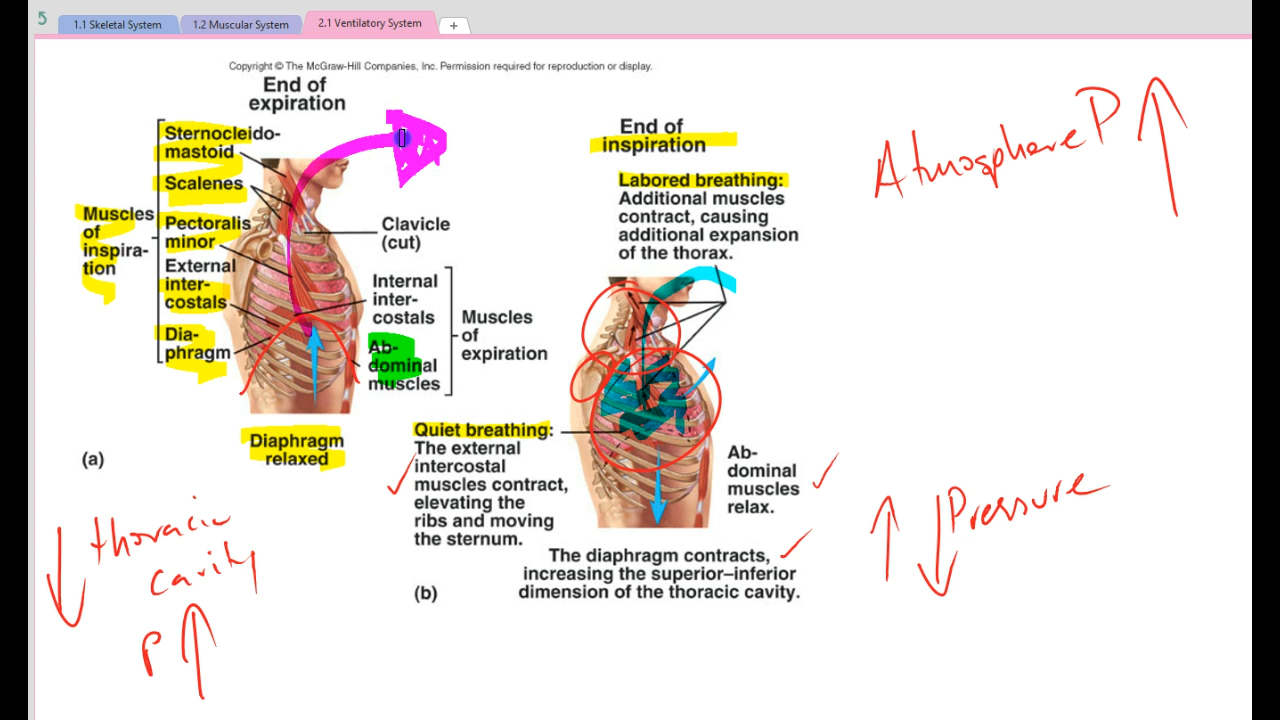 1.1 Skeletal System
1.2 Muscular System
2.1 Ventilatory System
+
Copyright © The McGraw-Hill Companies, Inc. Permission required for reproduction or display.
End of
expiration
Sternocleido-
mastoid
Scalenes
Pectoralis
minor
External
inter-
costals
Dia-
phragm
Muscles
of
inspira-
tion
Clavicle
(cut)
Internal
inter-
costals
Ab-
dominal
muscles
Muscles
of
expiration
Diaphragm
relaxed
(a)
End of
inspiration
Labored breathing:
Additional muscles
contract, causing
additional expansion
of the thorax.
Quiet breathing:
The external
intercostal
muscles contract,
elevating the
ribs and moving
the sternum.
Ab-
dominal
muscles
relax.
The diaphragm contracts,
increasing the superior–inferior
dimension of the thoracic cavity.
(b)
Atmosphere P
Pressure
thoracic
cavity
P